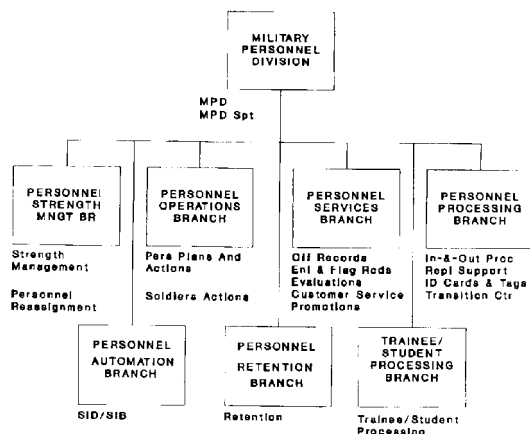 MILITARY
PERSONNEL
DIVISION
MPD
MPD Spt
PERSONNEL
STRENGTH
MNGT BR
Strength
Management
Personnel
Reassignment
PERSONNEL
OPERATIONS
BRANCH
Pers Plans And
Actions
Soldiers Actions
PERSONNEL
SERVICES
BRANCH
Off Records
Enl & Flag Rcds
Evaluations
Customer Service
Promotions
PERSONNEL
PROCESSING
BRANCH
In-&-Out Proc
Repl Support
ID Cards & Tags
Transition Ctr
PERSONNEL
AUTOMATION
BRANCH
SID/SIB
PERSONNEL
RETENTION
BRANCH
Retention
TRAINEE/
STUDENT
PROCESSING
BRANCH
Trainee/Student
Processing